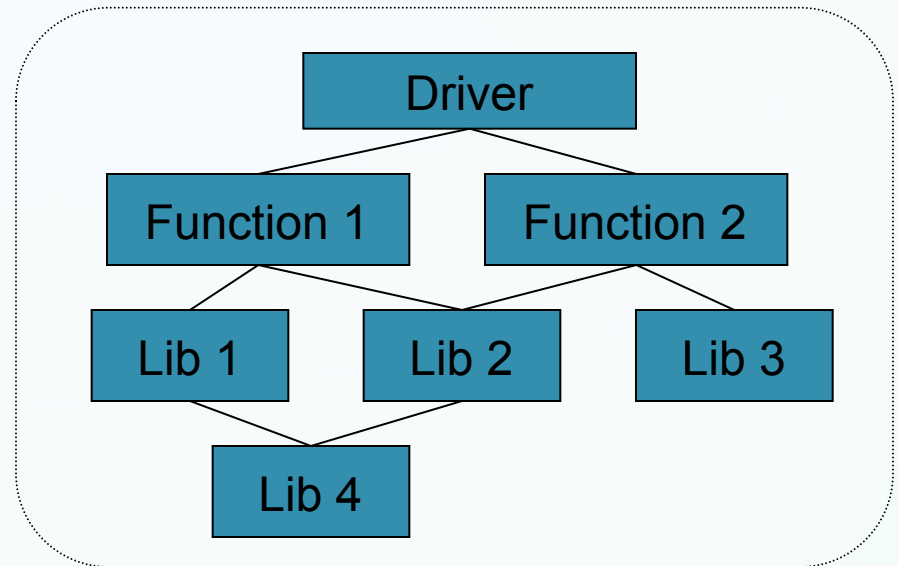 Driver
Function 1
Function 2
Lib 1
Lib 2
Lib 3
Lib 4